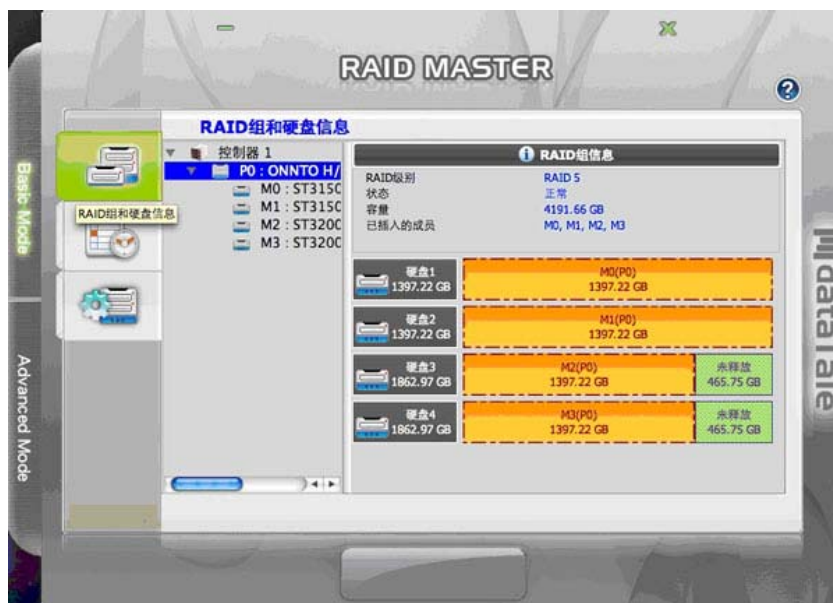 RAID MASTER
Basic Mode
Advanced Mode
RAID组和硬盘信息
RAID组和硬盘信息
控制器 1
P0 : ONNTO H/
M0 : ST315C
M1 : ST315C
M2 : ST320C
M3 : ST320C
RAID组信息
RAID级别 RAID 5
状态 正常
容量 4191.66 GB
已插入的成员 M0, M1, M2, M3
硬盘1
1397.22 GB
M0(P0)
1397.22 GB
硬盘2
1397.22 GB
M1(P0)
1397.22 GB
硬盘3
1862.97 GB
M2(P0)
1397.22 GB
未释放
465.75 GB
硬盘4
1862.97 GB
M3(P0)
1397.22 GB
未释放
465.75 GB
dataTale